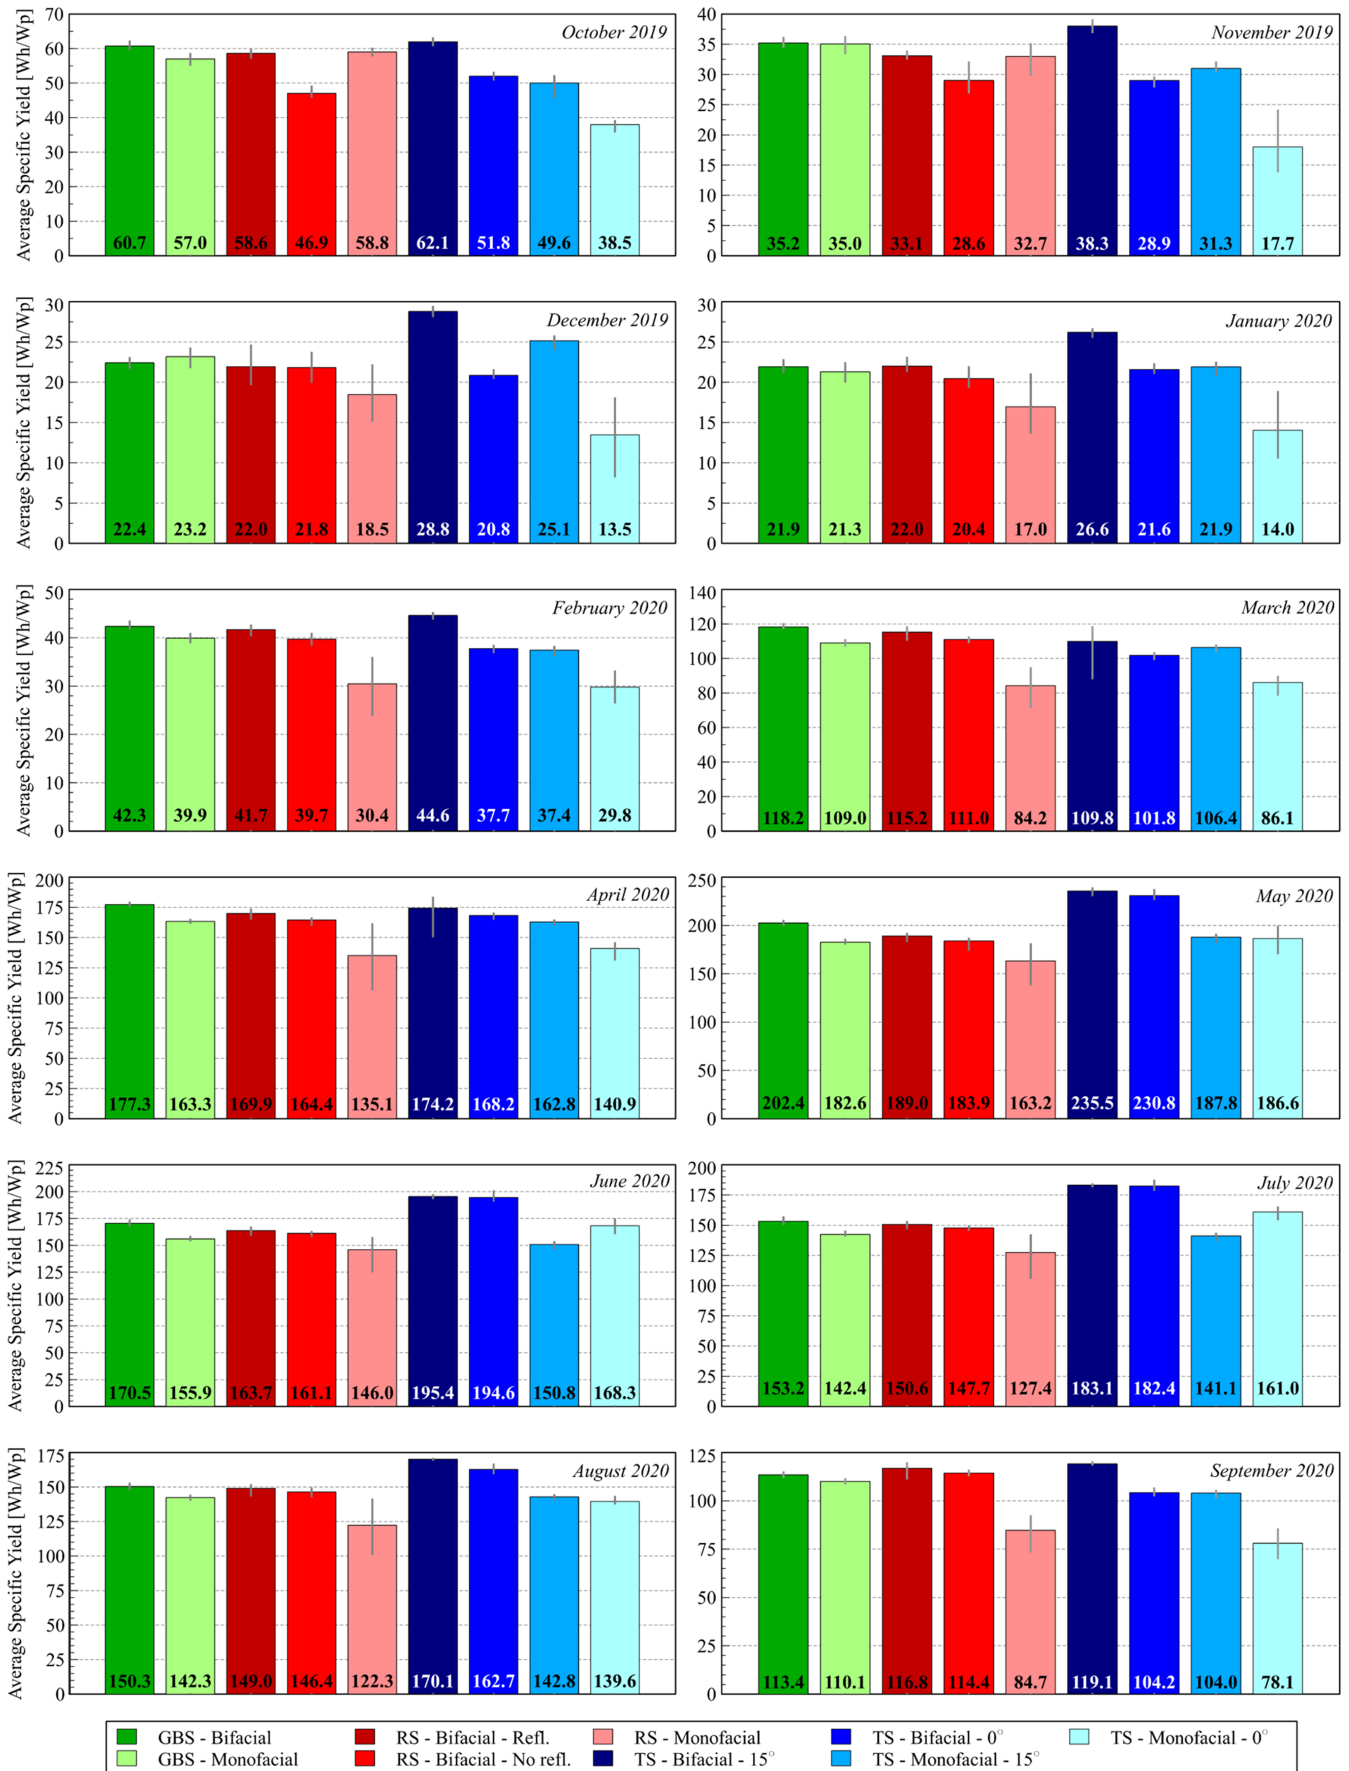 October 2019
Average Specific Yield [Wh/Wp]
70
60
50
40
30
20
10
0
60.7 57.0 58.6 46.9 58.8 62.1 51.8 49.6 38.5
November 2019
40
35
30
25
20
15
10
5
0
35.2 35.0 33.1 28.6 32.7 38.3 28.9 31.3 17.7
December 2019
Average Specific Yield [Wh/Wp]
30
25
20
15
10
5
0
22.4 23.2 22.0 21.8 18.5 28.8 20.8 25.1 13.5
January 2020
30
25
20
15
10
5
0
21.9 21.3 22.0 20.4 17.0 26.6 21.6 21.9 14.0
February 2020
Average Specific Yield [Wh/Wp]
50
40
30
20
10
0
42.3 39.9 41.7 39.7 30.4 44.6 37.7 37.4 29.8
March 2020
140
120
100
80
60
40
20
0
118.2 109.0 115.2 111.0 84.2 109.8 101.8 106.4 86.1
April 2020
Average Specific Yield [Wh/Wp]
200
175
150
125
100
75
50
25
0
177.3 163.3 169.9 164.4 135.1 174.2 168.2 162.8 140.9
May 2020
250
200
150
100
50
0
202.4 182.6 189.0 183.9 163.2 235.5 230.8 187.8 186.6
June 2020
Average Specific Yield [Wh/Wp]
225
200
175
150
125
100
75
50
25
0
170.5 155.9 163.7 161.1 146.0 195.4 194.6 150.8 168.3
July 2020
200
175
150
125
100
75
50
25
0
153.2 142.4 150.6 147.7 127.4 183.1 182.4 141.1 161.0
August 2020
Average Specific Yield [Wh/Wp]
175
150
125
100
75
50
25
0
150.3 142.3 149.0 146.4 122.3 170.1 162.7 142.8 139.6
September 2020
125
100
75
50
25
0
113.4 110.1 116.8 114.4 84.7 119.1 104.2 104.0 78.1
GBS - Bifacial RS - Bifacial - Refl. RS - Monofacial TS - Bifacial - 0° TS - Monofacial - 0°
GBS - Monofacial RS - Bifacial - No refl. TS - Bifacial - 15° TS - Monofacial - 15°